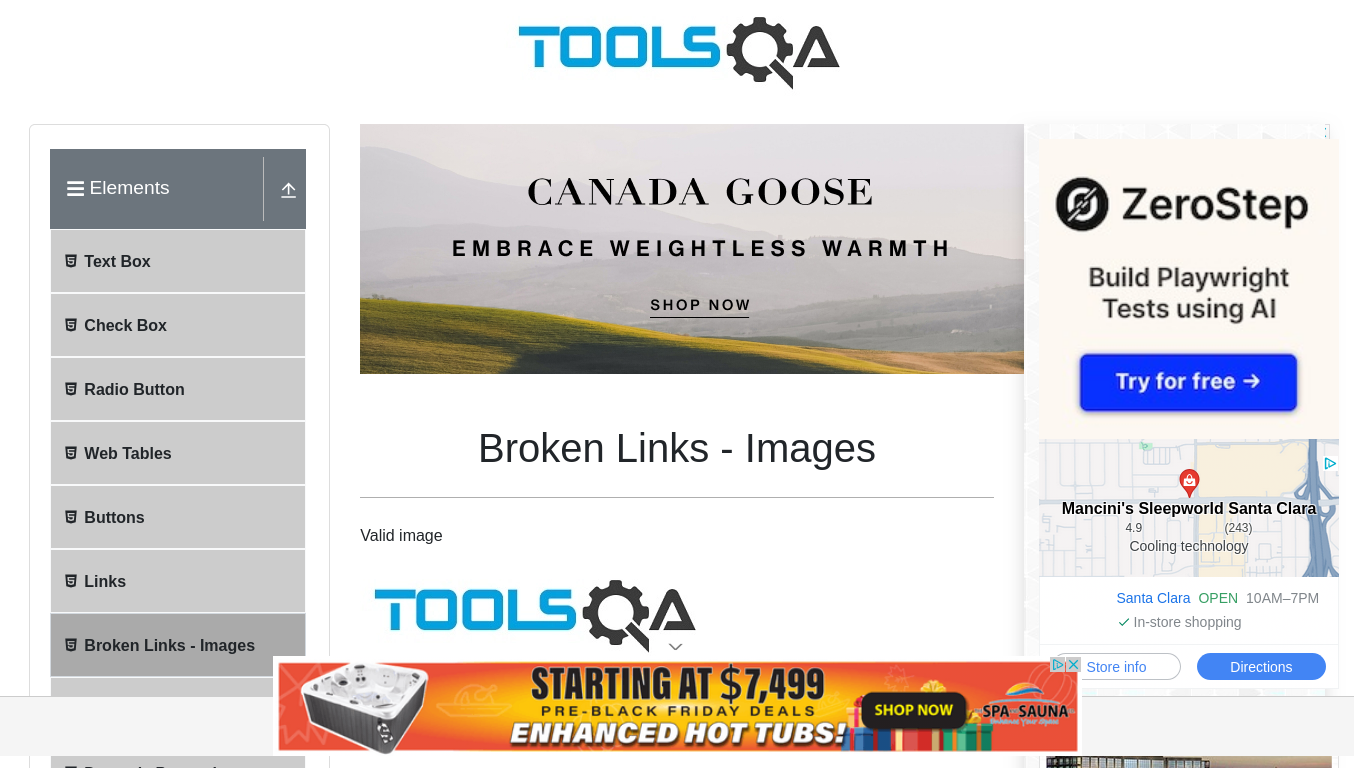 TOOLSQA
Elements
Text Box
Check Box
Radio Button
Web Tables
Buttons
Links
Broken Links - Images
CANADA GOOSE
EMBRACE WEIGHTLESS WARMTH
SHOP NOW
Broken Links - Images
Valid image
TOOLSQA
ZeroStep
Build Playwright
Tests using AI
Try for free →
Mancini's Sleepworld Santa Clara
4.9 (243)
Cooling technology
Santa Clara OPEN 10AM–7PM
In-store shopping
Store info
Directions
STARTING AT $7,499
PRE-BLACK FRIDAY DEALS
ENHANCED HOT TUBS!
SHOP NOW
SPA and SAUNA